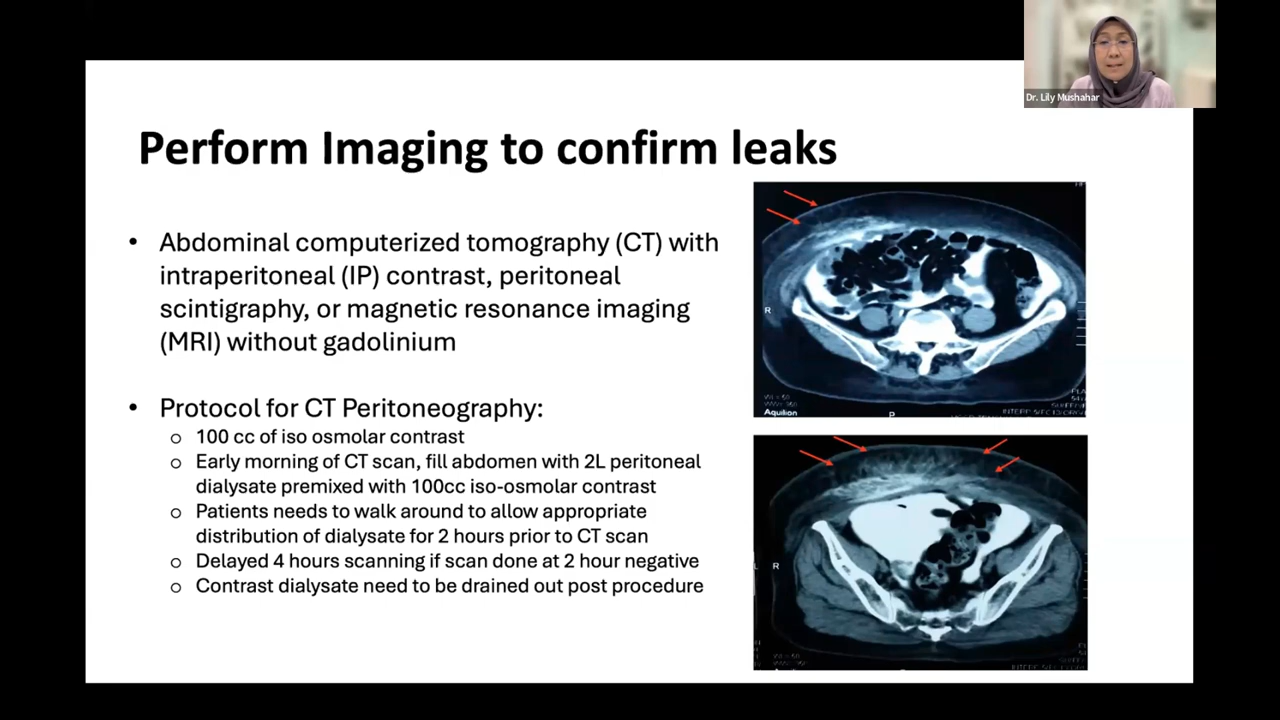 Dr. Lily Mushahar
Perform Imaging to confirm leaks
• Abdominal computerized tomography (CT) with
intraperitoneal (IP) contrast, peritoneal
scintigraphy, or magnetic resonance imaging
(MRI) without gadolinium
• Protocol for CT Peritoneography:
o 100 cc of iso osmolar contrast
o Early morning of CT scan, fill abdomen with 2L peritoneal
dialysate premixed with 100cc iso-osmolar contrast
o Patients needs to walk around to allow appropriate
distribution of dialysate for 2 hours prior to CT scan
o Delayed 4 hours scanning if scan done at 2 hour negative
o Contrast dialysate need to be drained out post procedure
R
Aquilion
P
L
R